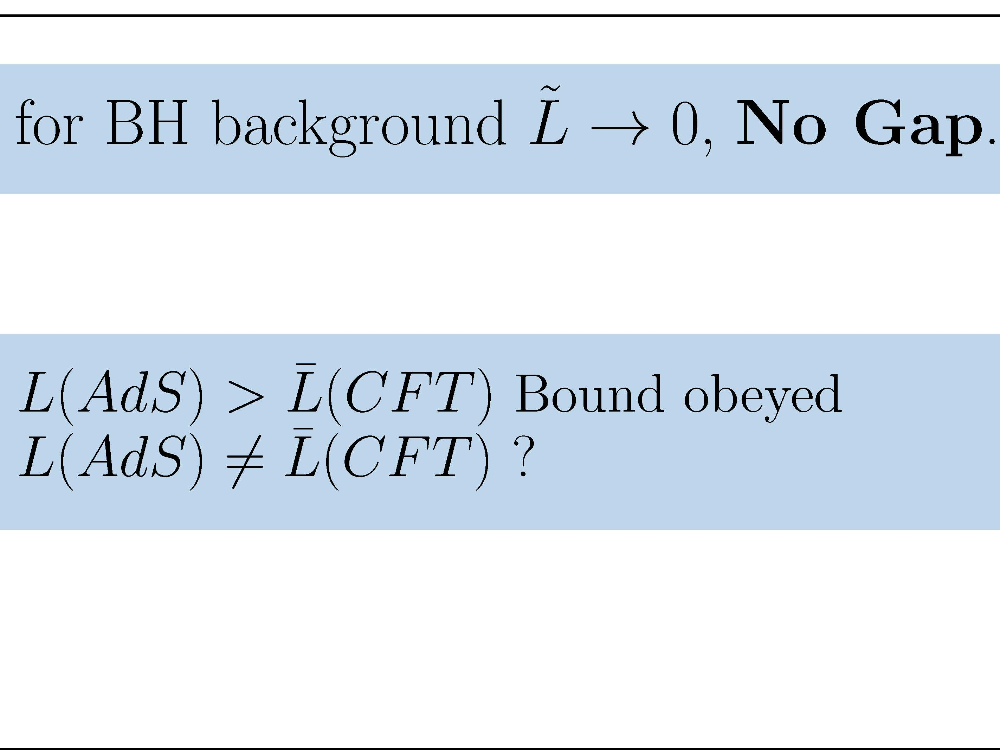 for BH background L̃ → 0, No Gap.
L(AdS) > L̄(CFT) Bound obeyed
L(AdS) ≠ L̄(CFT) ?